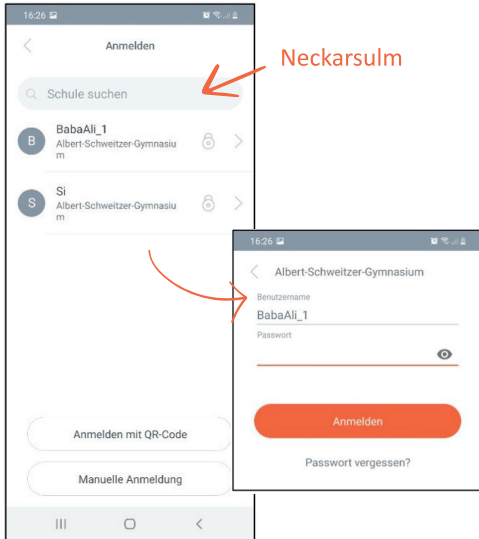 16:26
Anmelden
Neckarsulm
Schule suchen
B
BabaAli_1
Albert-Schweitzer-Gymnasiu
m
S
Si
Albert-Schweitzer-Gymnasiu
m
Anmelden mit QR-Code
Manuelle Anmeldung
16:26
Albert-Schweitzer-Gymnasium
Benutzername
BabaAli_1
Passwort
Anmelden
Passwort vergessen?